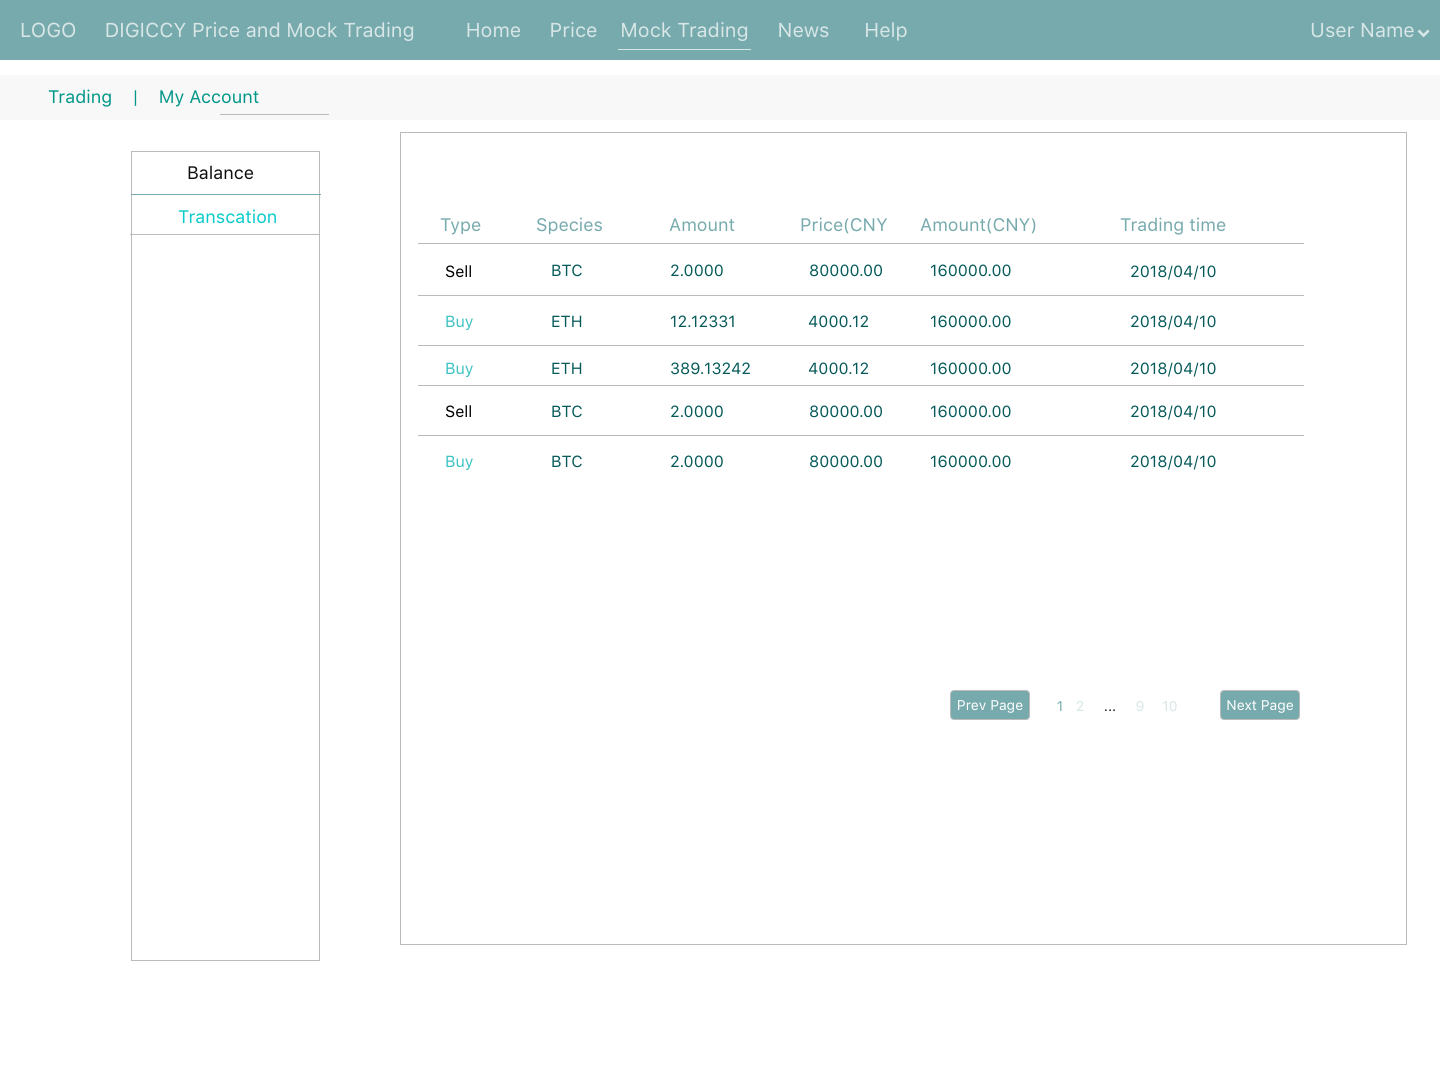 LOGO DIGICCY Price and Mock Trading Home Price Mock Trading News Help User Name
Trading | My Account
Balance
Transcation
Type Species Amount Price(CNY Amount(CNY) Trading time
Sell BTC 2.0000 80000.00 160000.00 2018/04/10
Buy ETH 12.12331 4000.12 160000.00 2018/04/10
Buy ETH 389.13242 4000.12 160000.00 2018/04/10
Sell BTC 2.0000 80000.00 160000.00 2018/04/10
Buy BTC 2.0000 80000.00 160000.00 2018/04/10
Prev Page 1 2 ... 9 10 Next Page